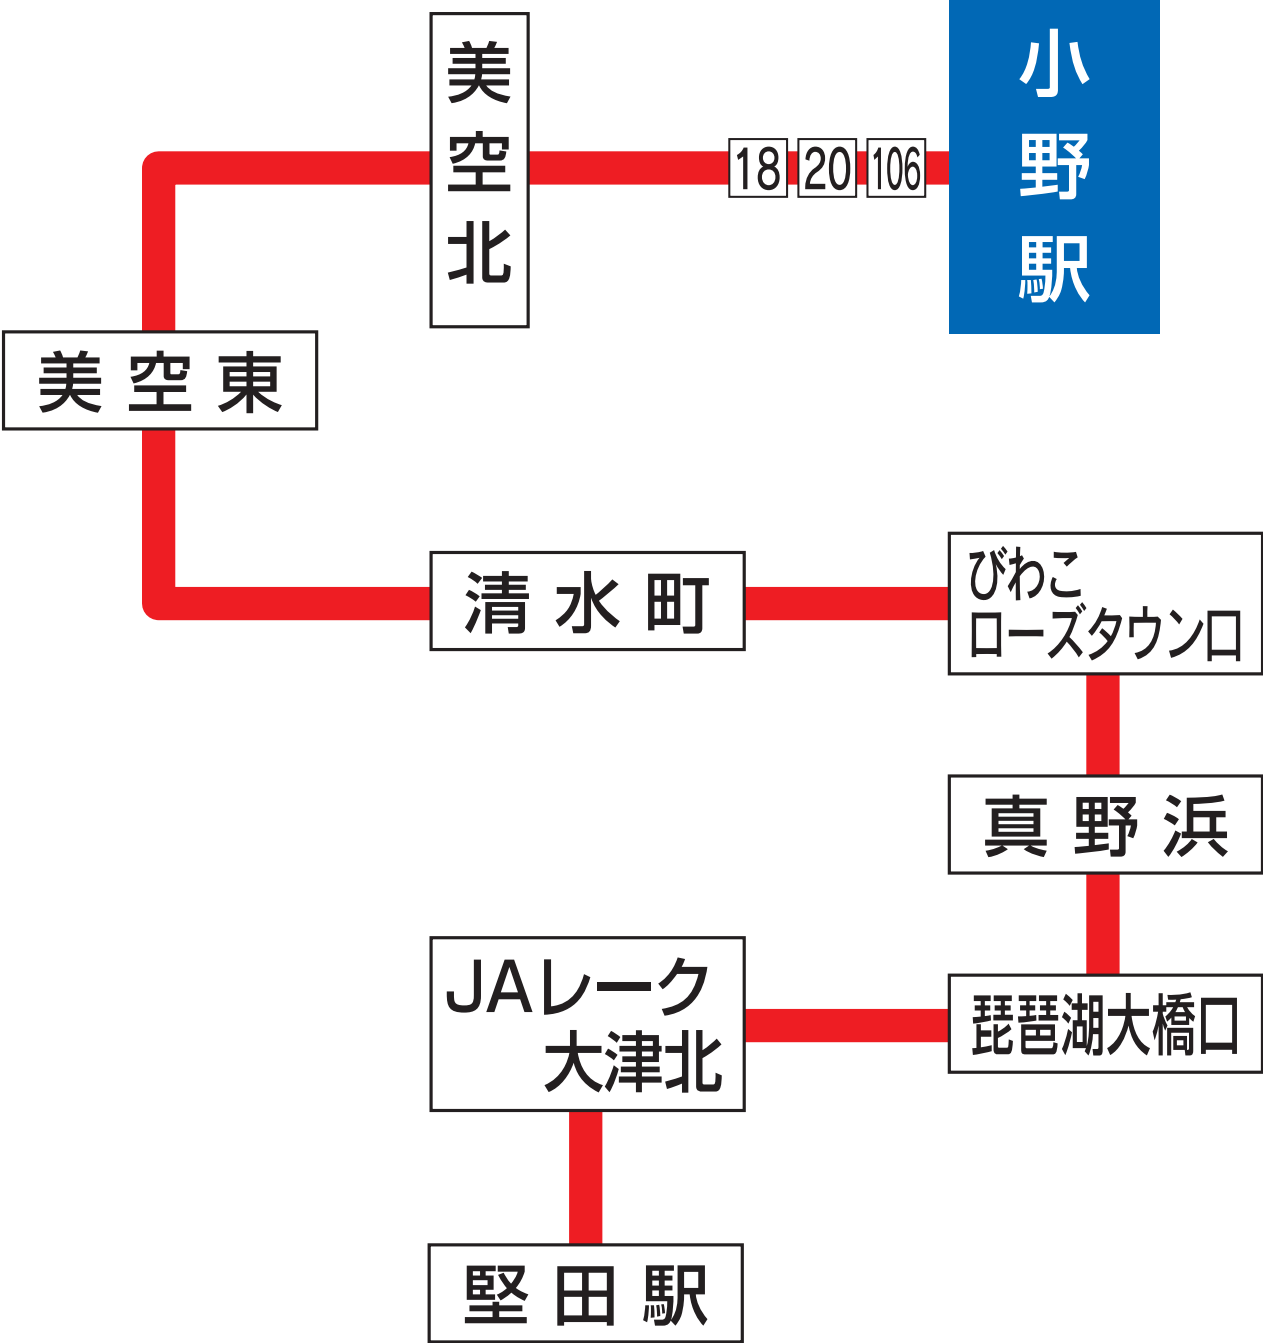 小野駅
18
20
106
美空北
美空東
清水町
びわこ
ローズタウン口
真野浜
琵琶湖大橋口
JAレーク
大津北
堅田駅